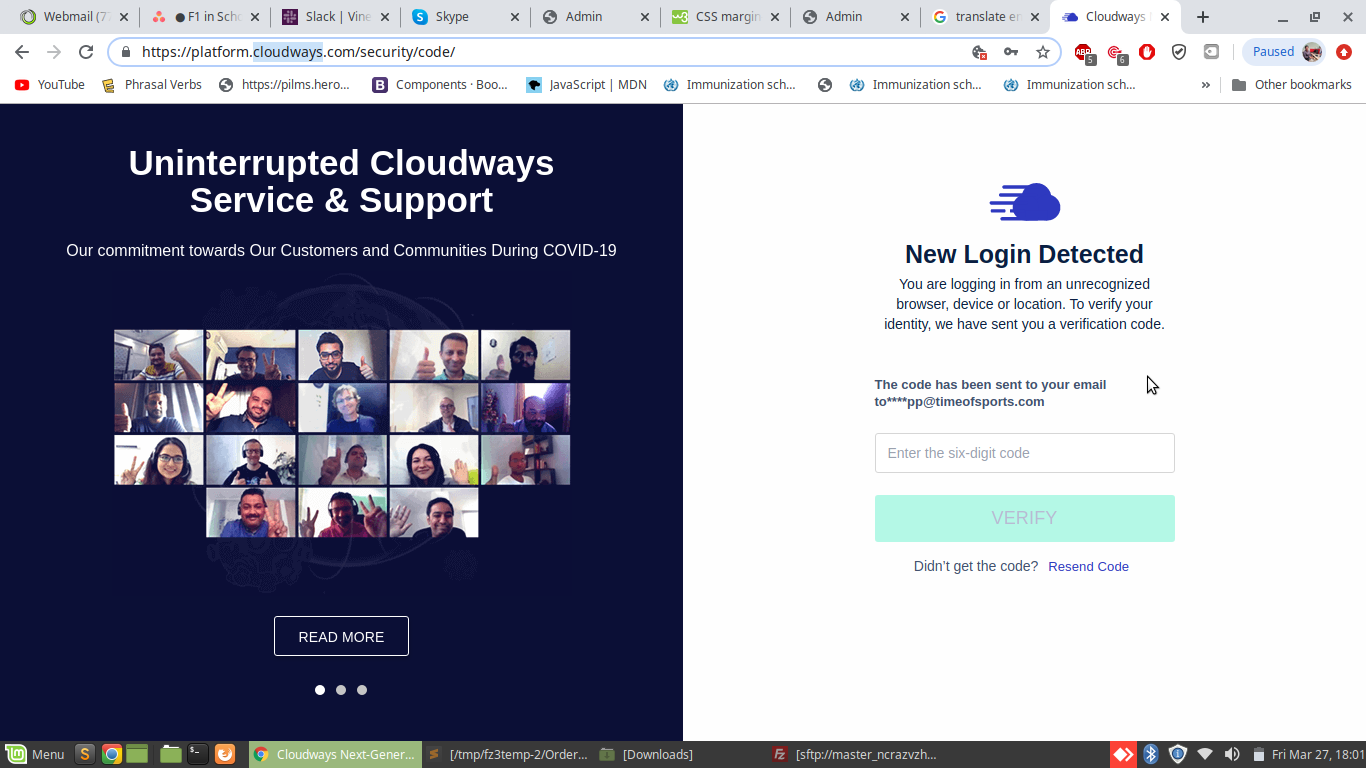 Webmail (77
● F1 in Scho
Slack | Vine
Skype
Admin
CSS margin
Admin
translate en
Cloudways
https://platform.cloudways.com/security/code/
ABP
5
6
Paused
YouTube
Phrasal Verbs
https://pilms.hero...
B
Components · Boo...
JavaScript | MDN
Immunization sch...
Immunization sch...
Immunization sch...
»
Other bookmarks
Uninterrupted Cloudways
Service & Support
Our commitment towards Our Customers and Communities During COVID-19
READ MORE
New Login Detected
You are logging in from an unrecognized
browser, device or location. To verify your
identity, we have sent you a verification code.
The code has been sent to your email
to****pp@timeofsports.com
Enter the six-digit code
VERIFY
Didn't get the code? Resend Code
Menu
Cloudways Next-Gener...
[/tmp/fz3temp-2/Order...
[Downloads]
[sftp://master_ncrazvzh...
Fri Mar 27, 18:01